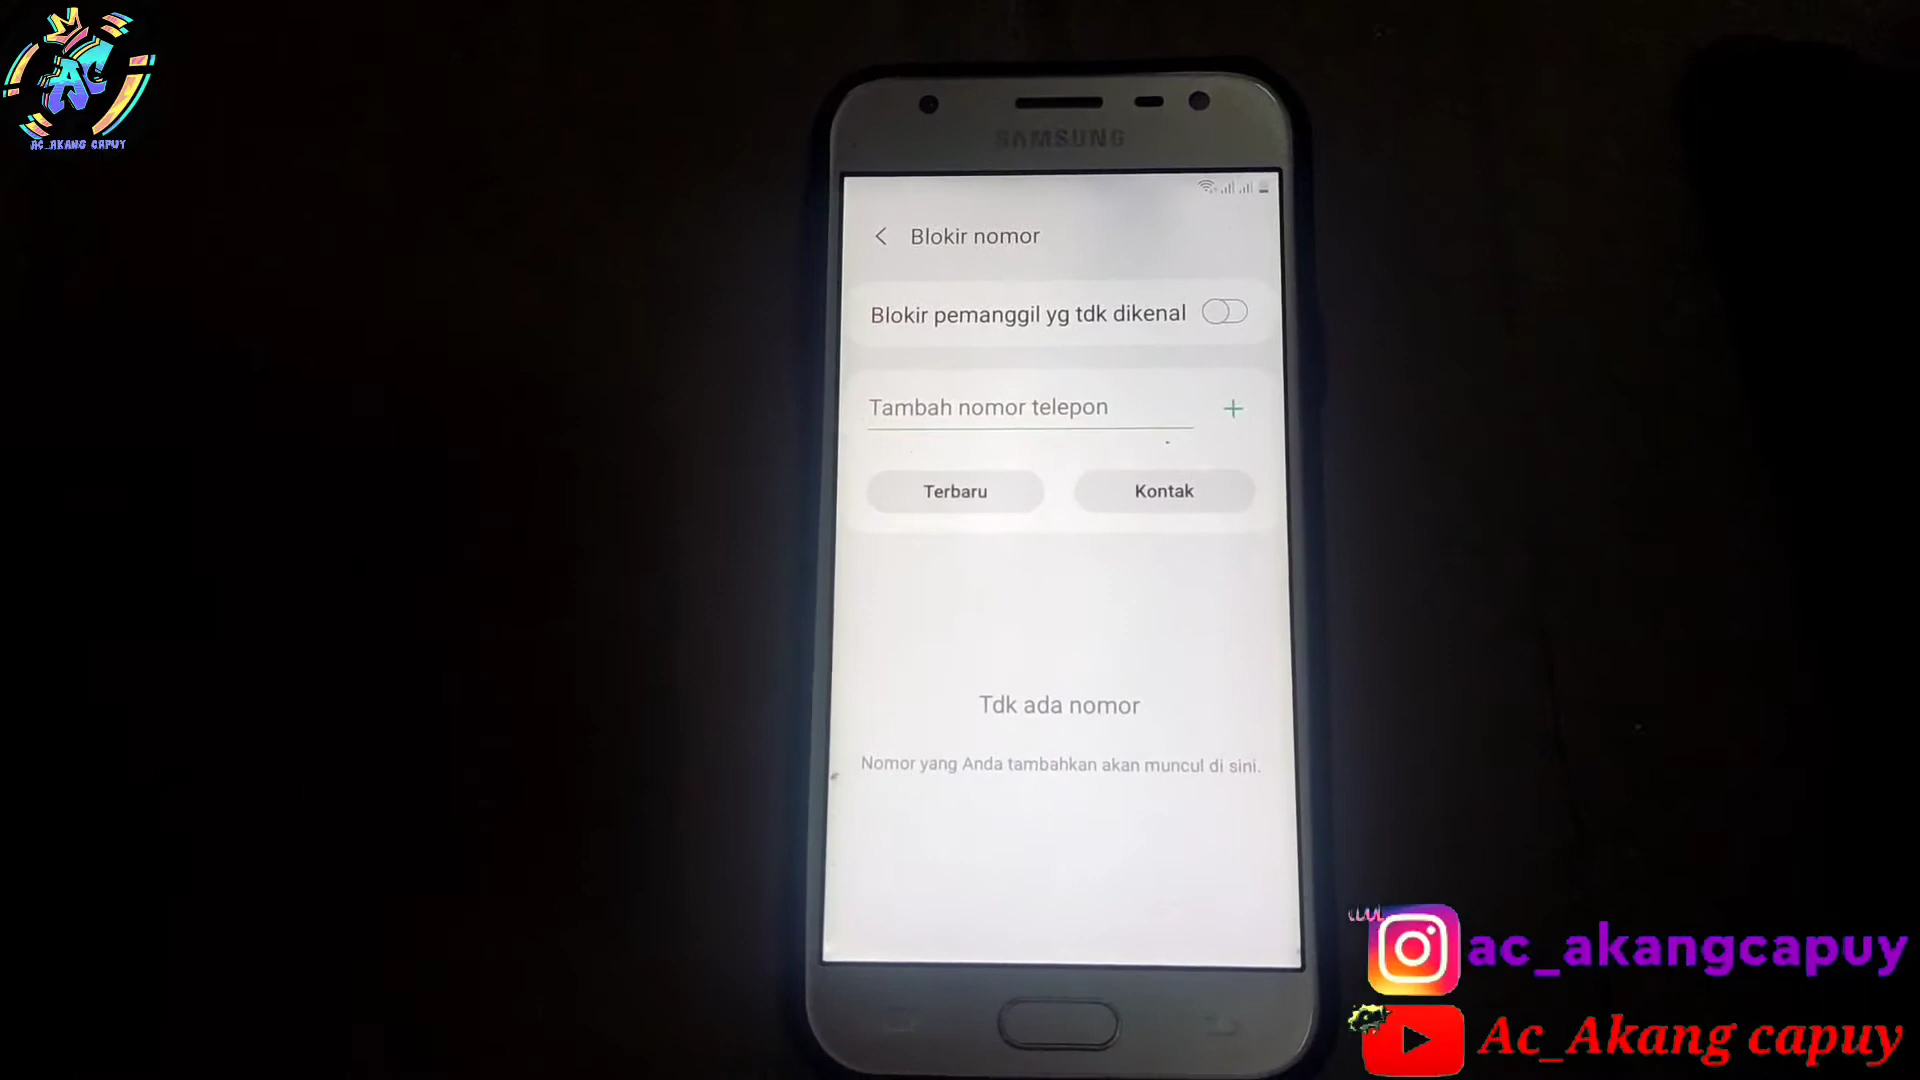 AC
AC_AKANG CAPUY
SAMSUNG
Blokir nomor
Blokir pemanggil yg tdk dikenal
Tambah nomor telepon
Terbaru
Kontak
Tdk ada nomor
Nomor yang Anda tambahkan akan muncul di sini.
ac_akangcapuy
Ac_Akang capuy